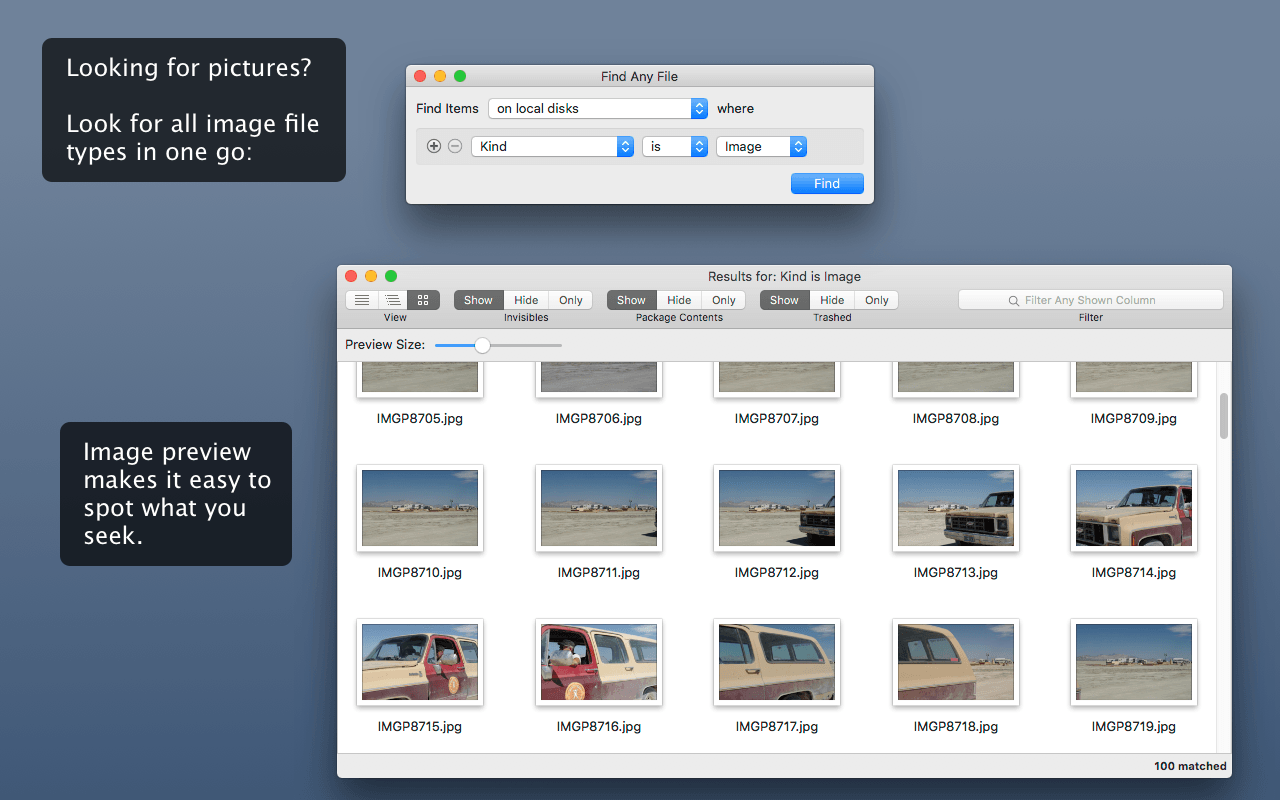 Looking for pictures?
Look for all image file
types in one go:
Find Any File
Find Items on local disks where
Kind is Image
Find
Results for: Kind is Image
Show Hide Only Show Hide Only Show Hide Only Filter Any Shown Column
View Invisibles Package Contents Trashed Filter
Preview Size:
IMGP8705.jpg IMGP8706.jpg IMGP8707.jpg IMGP8708.jpg IMGP8709.jpg
Image preview
makes it easy to
spot what you
seek.
IMGP8710.jpg IMGP8711.jpg IMGP8712.jpg IMGP8713.jpg IMGP8714.jpg
IMGP8715.jpg IMGP8716.jpg IMGP8717.jpg IMGP8718.jpg IMGP8719.jpg
100 matched